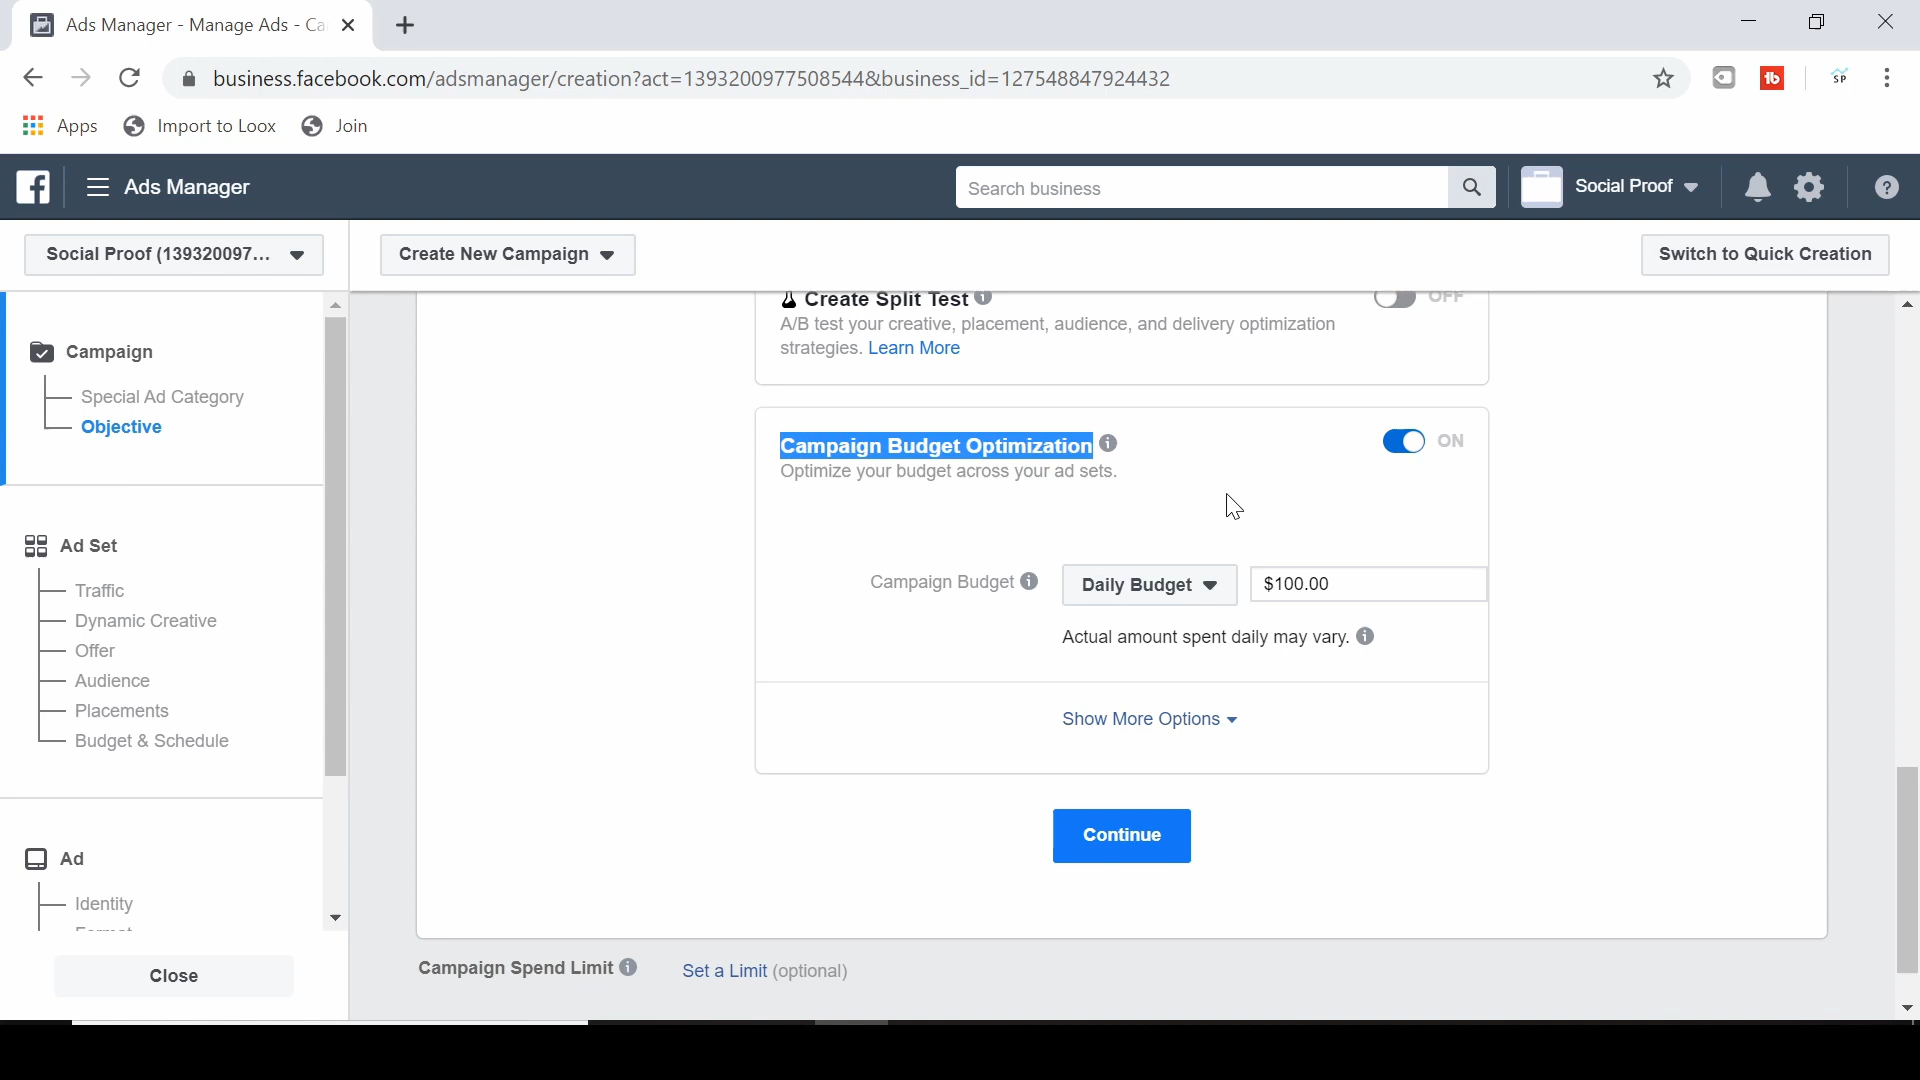 Ads Manager - Manage Ads - Ca
business.facebook.com/adsmanager/creation?act=139320097750854​4&business_id=127548847924432
Apps
Import to Loox
Join
tb
SP
Ads Manager
Search business
Social Proof
Social Proof (139320097...
Create New Campaign
Switch to Quick Creation
Campaign
Special Ad Category
Objective
Ad Set
Traffic
Dynamic Creative
Offer
Audience
Placements
Budget & Schedule
Ad
Identity
Format
Close
Create Split Test
OFF
A/B test your creative, placement, audience, and delivery optimization
strategies. Learn More
Campaign Budget Optimization
ON
Optimize your budget across your ad sets.
Campaign Budget
Daily Budget
$100.00
Actual amount spent daily may vary.
Show More Options
Continue
Campaign Spend Limit
Set a Limit (optional)